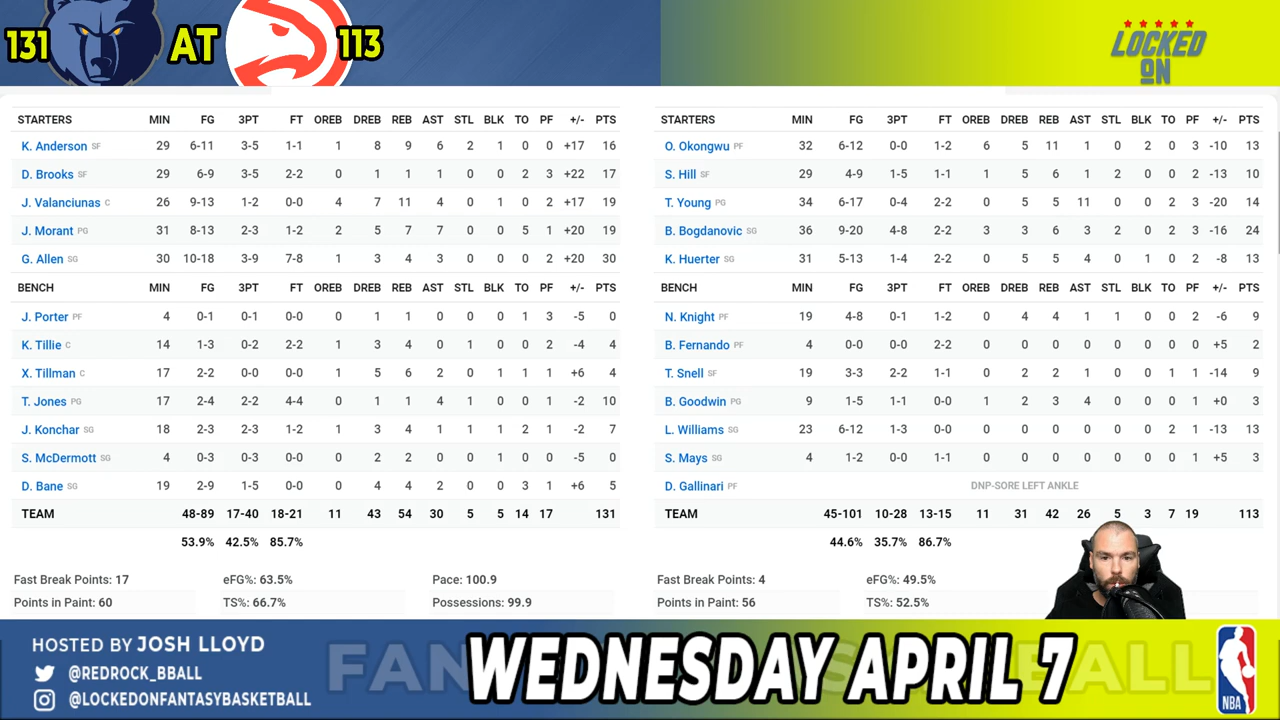 131 AT 113
LOCKED
ON
STARTERS MIN FG 3PT FT OREB DREB REB AST STL BLK TO PF +/- PTS
K. Anderson SF 29 6-11 3-5 1-1 1 8 9 6 2 1 0 0 +17 16
D. Brooks SF 29 6-9 3-5 2-2 0 1 1 1 0 0 2 3 +22 17
J. Valanciunas C 26 9-13 1-2 0-0 4 7 11 4 0 1 0 2 +17 19
J. Morant PG 31 8-13 2-3 1-2 2 5 7 7 0 0 5 1 +20 19
G. Allen SG 30 10-18 3-9 7-8 1 3 4 3 0 0 0 2 +20 30
BENCH MIN FG 3PT FT OREB DREB REB AST STL BLK TO PF +/- PTS
J. Porter PF 4 0-1 0-1 0-0 0 1 1 0 0 0 1 3 -5 0
K. Tillie C 14 1-3 0-2 2-2 1 3 4 0 1 0 0 2 -4 4
X. Tillman C 17 2-2 0-0 0-0 1 5 6 2 0 1 1 1 +6 4
T. Jones PG 17 2-4 2-2 4-4 0 1 1 4 1 0 0 1 -2 10
J. Konchar SG 18 2-3 2-3 1-2 1 3 4 1 1 1 2 1 -2 7
S. McDermott SG 4 0-3 0-3 0-0 0 2 2 0 0 1 0 0 -5 0
D. Bane SG 19 2-9 1-5 0-0 0 4 4 2 0 0 3 1 +6 5
TEAM 48-89 17-40 18-21 11 43 54 30 5 5 14 17 131
53.9% 42.5% 85.7%
Fast Break Points: 17 eFG%: 63.5% Pace: 100.9
Points in Paint: 60 TS%: 66.7% Possessions: 99.9
STARTERS MIN FG 3PT FT OREB DREB REB AST STL BLK TO PF +/- PTS
O. Okongwu PF 32 6-12 0-0 1-2 6 5 11 1 0 2 0 3 -10 13
S. Hill SF 29 4-9 1-5 1-1 1 5 6 1 2 0 0 2 -13 10
T. Young PG 34 6-17 0-4 2-2 0 5 5 11 0 0 2 3 -20 14
B. Bogdanovic SG 36 9-20 4-8 2-2 3 3 6 3 2 0 2 3 -16 24
K. Huerter SG 31 5-13 1-4 2-2 0 5 5 4 0 1 0 2 -8 13
BENCH MIN FG 3PT FT OREB DREB REB AST STL BLK TO PF +/- PTS
N. Knight PF 19 4-8 0-1 1-2 0 4 4 1 1 0 0 2 -6 9
B. Fernando PF 4 0-0 0-0 2-2 0 0 0 0 0 0 0 0 +5 2
T. Snell SF 19 3-3 2-2 1-1 0 2 2 1 0 0 1 1 -14 9
B. Goodwin PG 9 1-5 1-1 0-0 1 2 3 4 0 0 0 1 +0 3
L. Williams SG 23 6-12 1-3 0-0 0 0 0 0 0 0 2 1 -13 13
S. Mays SG 4 1-2 0-0 1-1 0 0 0 0 0 0 0 1 +5 3
D. Gallinari PF DNP-SORE LEFT ANKLE
TEAM 45-101 10-28 13-15 11 31 42 26 5 3 7 19 113
44.6% 35.7% 86.7%
Fast Break Points: 4 eFG%: 49.5%
Points in Paint: 56 TS%: 52.5%
HOSTED BY JOSH LLOYD
@REDROCK_BBALL
@LOCKEDONFANTASYBASKETBALL
WEDNESDAY APRIL 7
NBA